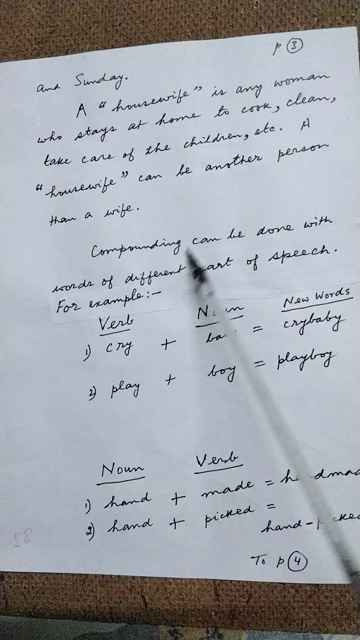 p 3
and Sunday.
A "housewife" is any woman
who stays at home to cook, clean,
take care of the children, etc. A
"housewife" can be another person
than a wife.
Compounding can be done with
words of different part of speech.
For example:-
Verb Noun New Words
1) cry + = crybaby
2) play + boy = playboy
Noun Verb
1) hand + made =
2) hand + picked =
58
To p 4